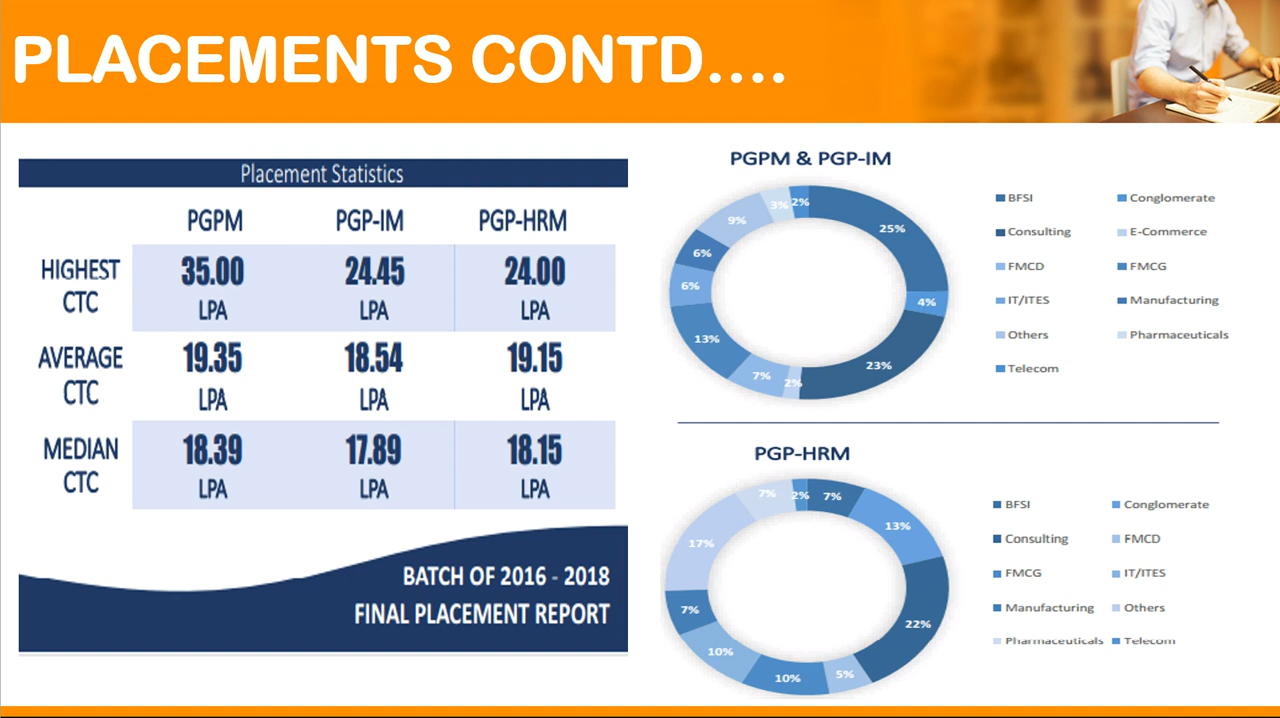 PLACEMENTS CONTD....
Placement Statistics
PGPM PGP-IM PGP-HRM
HIGHEST CTC 35.00 LPA 24.45 LPA 24.00 LPA
AVERAGE CTC 19.35 LPA 18.54 LPA 19.15 LPA
MEDIAN CTC 18.39 LPA 17.89 LPA 18.15 LPA
BATCH OF 2016 - 2018
FINAL PLACEMENT REPORT
PGPM & PGP-IM
25%
4%
23%
2%
7%
13%
6%
6%
9%
3%
2%
BFSI Conglomerate
Consulting E-Commerce
FMCD FMCG
IT/ITES Manufacturing
Others Pharmaceuticals
Telecom
PGP-HRM
7%
13%
22%
5%
10%
10%
7%
17%
7%
2%
BFSI Conglomerate
Consulting FMCD
FMCG IT/ITES
Manufacturing Others
Pharmaceuticals Telecom